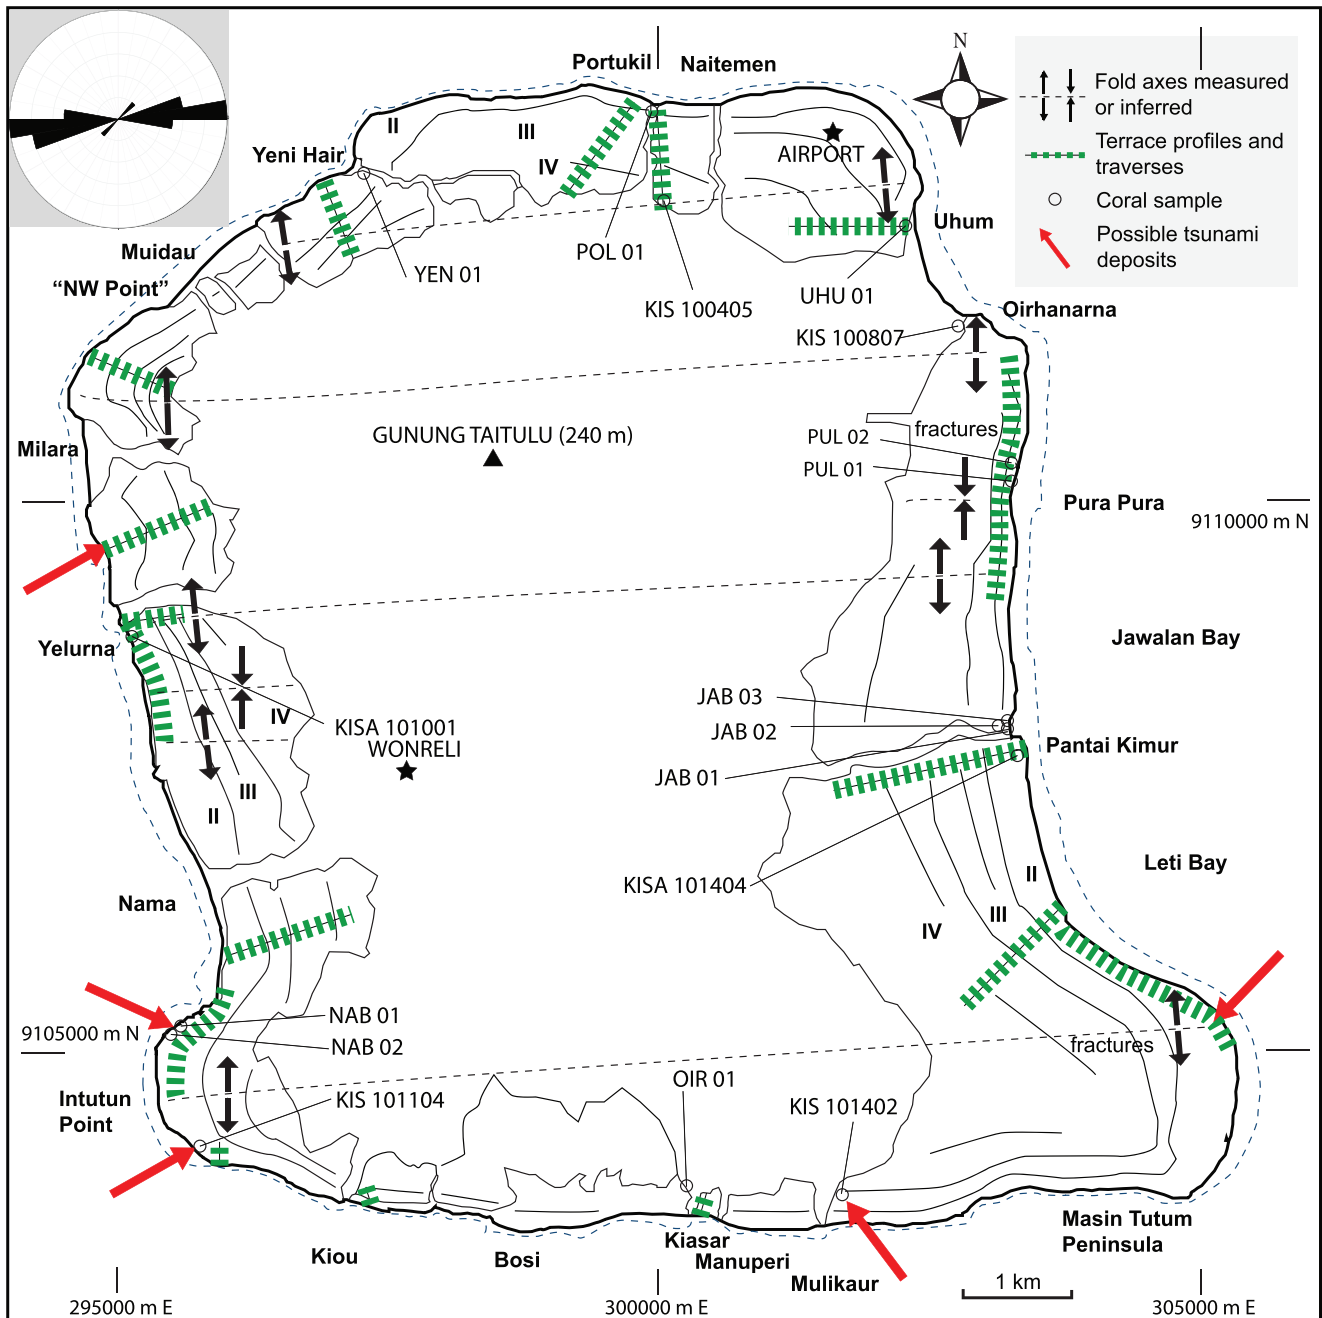 Portukil
Naitemen
N
Fold axes measured
or inferred
Terrace profiles and
traverses
Coral sample
Possible tsunami
deposits
II
III
IV
AIRPORT
Yeni Hair
Uhum
Muidau
YEN 01
POL 01
"NW Point"
UHU 01
KIS 100405
Oirhanarna
KIS 100807
GUNUNG TAITULU (240 m)
fractures
PUL 02
PUL 01
Milara
Pura Pura
9110000 m N
Yelurna
Jawalan Bay
JAB 03
IV
KISA 101001
JAB 02
WONRELI
Pantai Kimur
JAB 01
III
II
KISA 101404
Leti Bay
II
Nama
III
IV
NAB 01
9105000 m N
NAB 02
fractures
OIR 01
Intutun
Point
KIS 101104
KIS 101402
Masin Tutum
Peninsula
Kiou
Bosi
Kiasar
Manuperi
Mulikaur
1 km
295000 m E
300000 m E
305000 m E